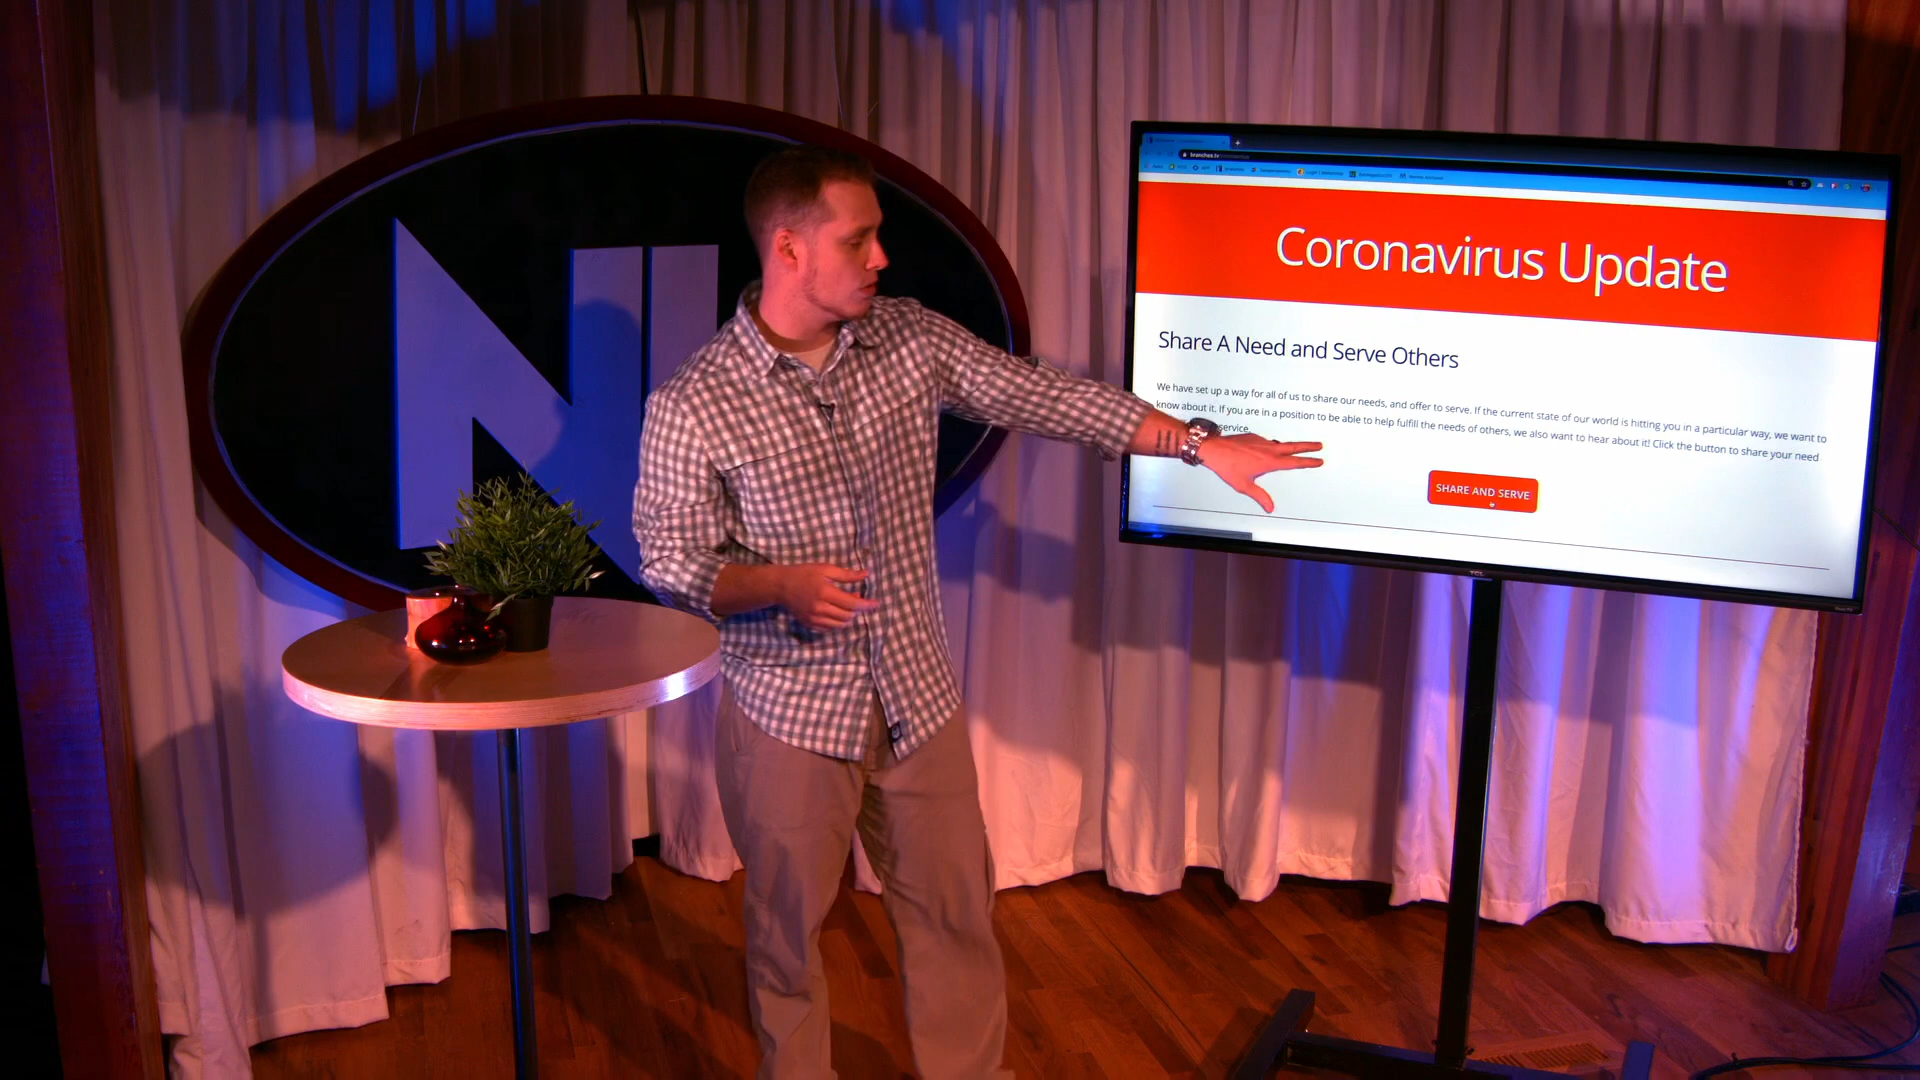 branches.tv/coronavirus
Coronavirus Update
Share A Need and Serve Others
We have set up a way for all of us to share our needs, and offer to serve. If the current state of our world is hitting you in a particular way, we want to
know about it. If you are in a position to be able to help fulfill the needs of others, we also want to hear about it! Click the button to share your need
service.
SHARE AND SERVE
TCL